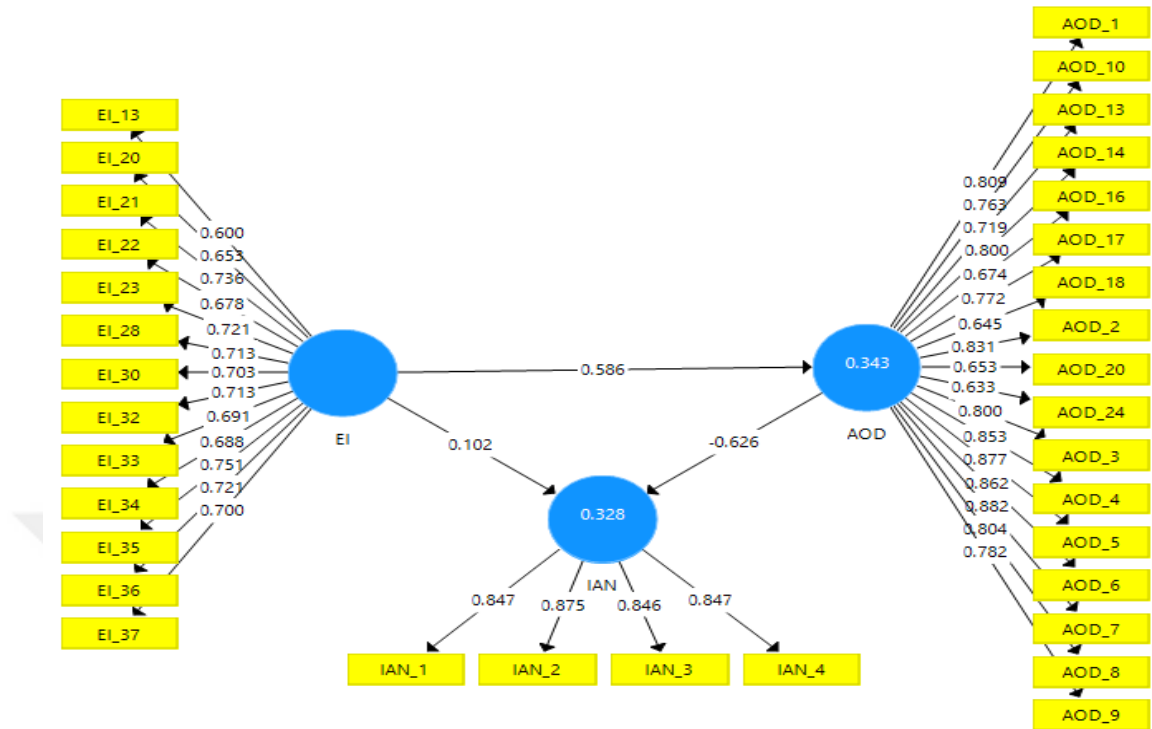 EI_13
EI_20
EI_21
EI_22
EI_23
EI_28
EI_30
EI_32
EI_33
EI_34
EI_35
EI_36
EI_37
0.600
0.653
0.736
0.678
0.721
0.713
0.703
0.713
0.691
0.688
0.751
0.721
0.700
EI
0.586
0.102
-0.626
0.343
AOD
0.328
IAN
0.847
0.875
0.846
0.847
IAN_1
IAN_2
IAN_3
IAN_4
0.809
0.763
0.719
0.800
0.674
0.772
0.645
0.831
0.653
0.633
0.800
0.853
0.877
0.862
0.882
0.804
0.782
AOD_1
AOD_10
AOD_13
AOD_14
AOD_16
AOD_17
AOD_18
AOD_2
AOD_20
AOD_24
AOD_3
AOD_4
AOD_5
AOD_6
AOD_7
AOD_8
AOD_9